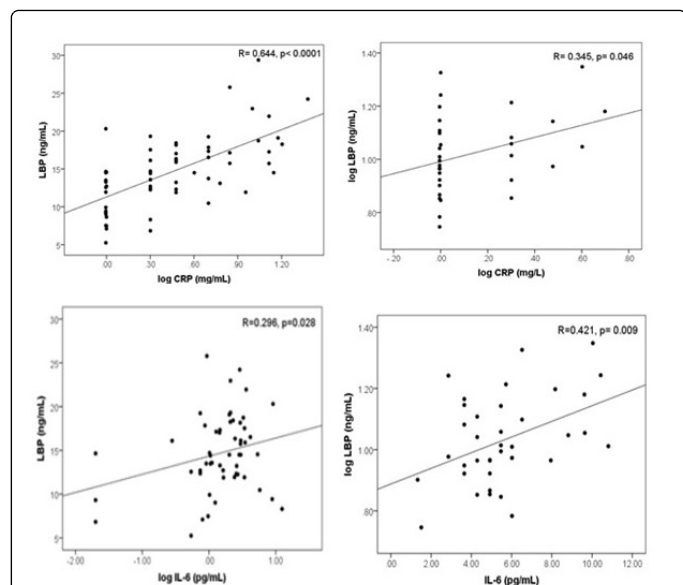 R= 0.644, p< 0.0001
30
25
20
15
10
5
LBP (ng/mL)
.00 .30 .60 .70 .90 1.20
log CRP (mg/mL)
R= 0.345, p= 0.046
1.40
1.20
1.00
.80
log LBP (ng/mL)
-.20 .00 .20 .40 .60 .80
log CRP (mg/L)
R=0.296, p=0.028
30
25
20
15
10
5
LBP (ng/mL)
-2.00 -1.00 .00 1.00
log IL-6 (pg/mL)
R=0.421, p= 0.009
1.40
1.20
1.00
.80
log LBP (ng/mL)
.00 2.00 4.00 6.00 8.00 10.00 12.00
IL-6 (pg/mL)